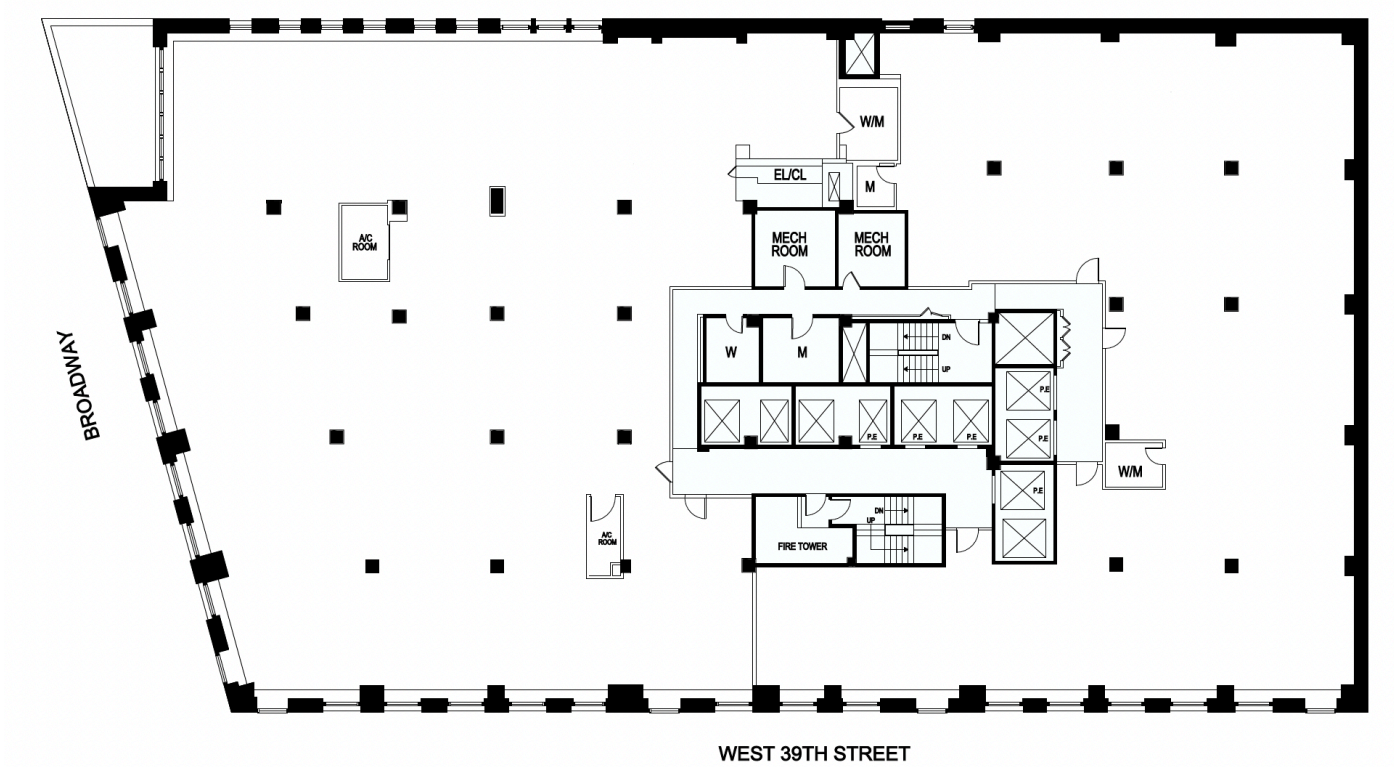 W/M
EL/CL
M
A/C
ROOM
MECH
ROOM
MECH
ROOM
BROADWAY
W
M
DN
UP
P.E
P.E
P.E
P.E
P.E
W/M
P.E
A/C
ROOM
DN
UP
FIRE TOWER
WEST 39TH STREET